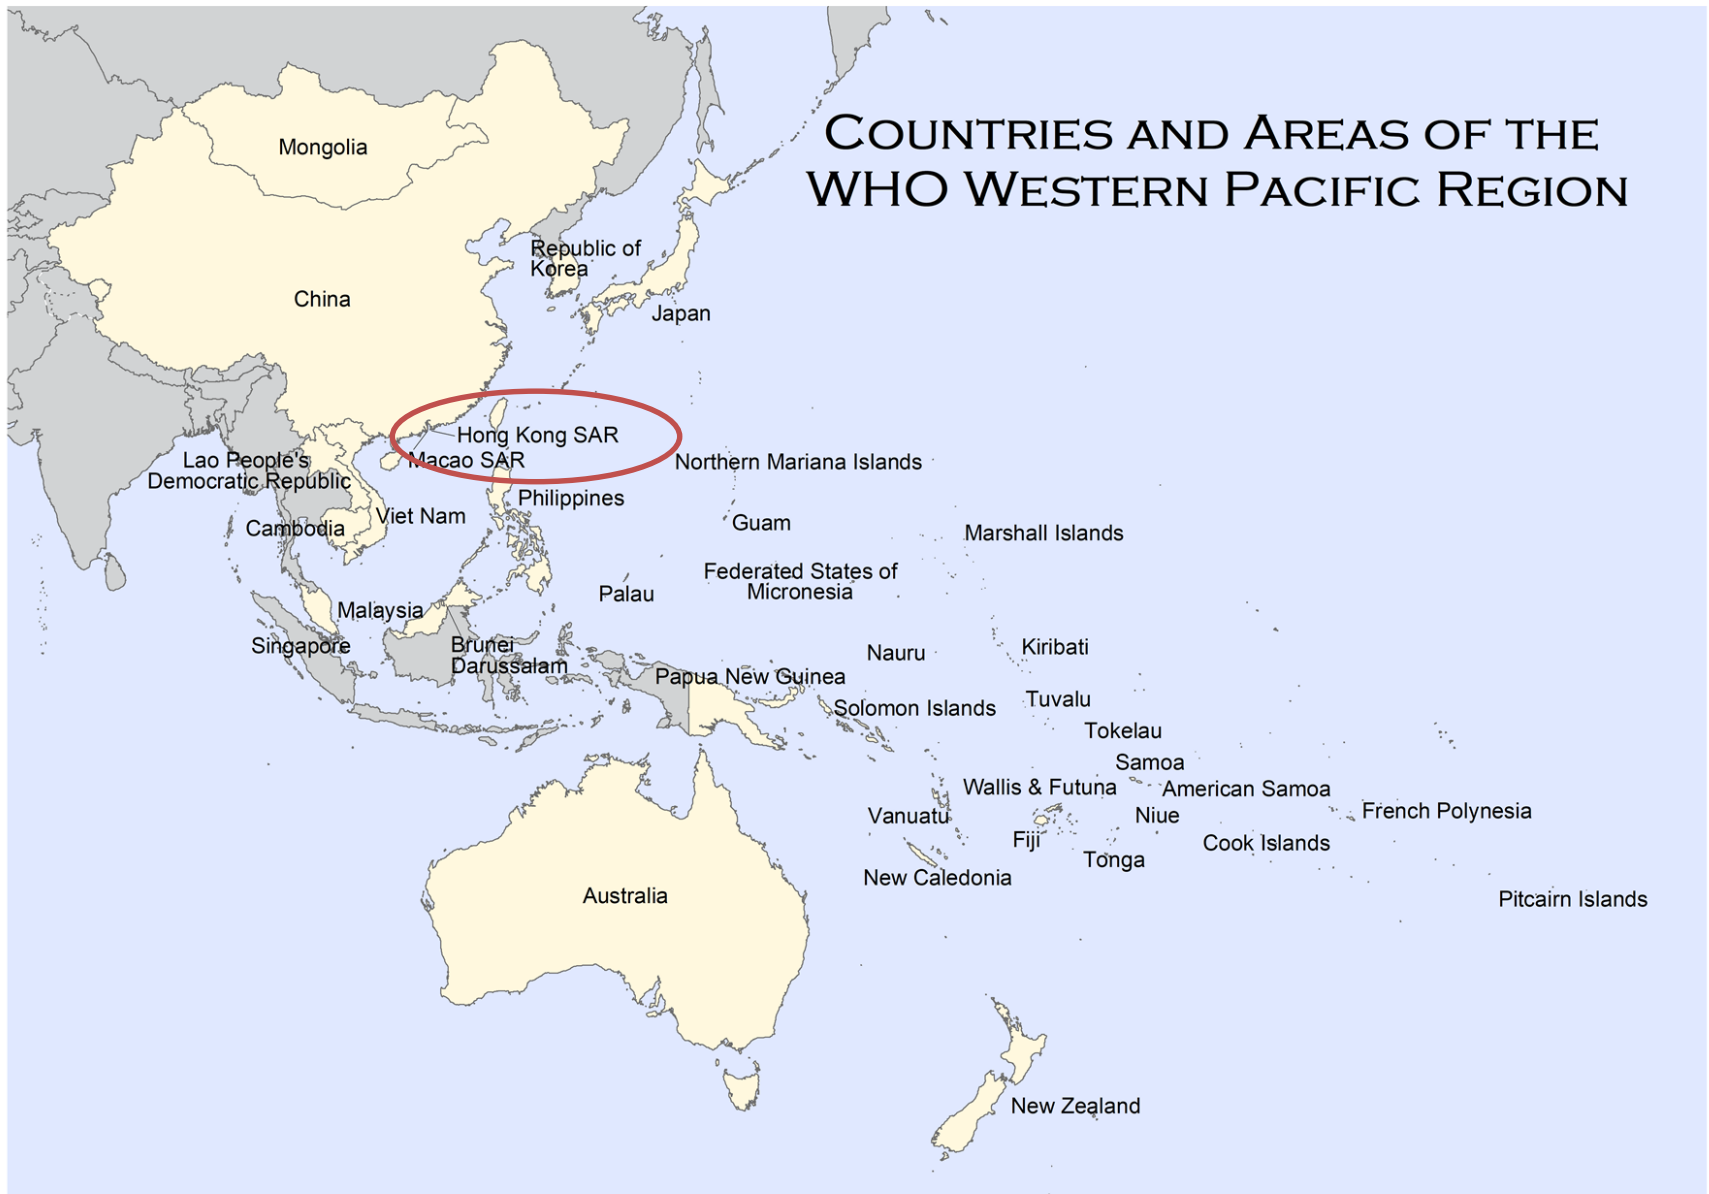 COUNTRIES AND AREAS OF THE
WHO WESTERN PACIFIC REGION
Mongolia
Republic of
Korea
China
Japan
Hong Kong SAR
Macao SAR
Lao People's
Democratic Republic
Northern Mariana Islands
Philippines
Viet Nam
Cambodia
Guam
Marshall Islands
Federated States of
Micronesia
Palau
Malaysia
Singapore
Brunei
Darussalam
Nauru
Kiribati
Papua New Guinea
Solomon Islands
Tuvalu
Tokelau
Samoa
Wallis & Futuna
American Samoa
Vanuatu
Niue
French Polynesia
Fiji
Cook Islands
Tonga
New Caledonia
Australia
Pitcairn Islands
New Zealand